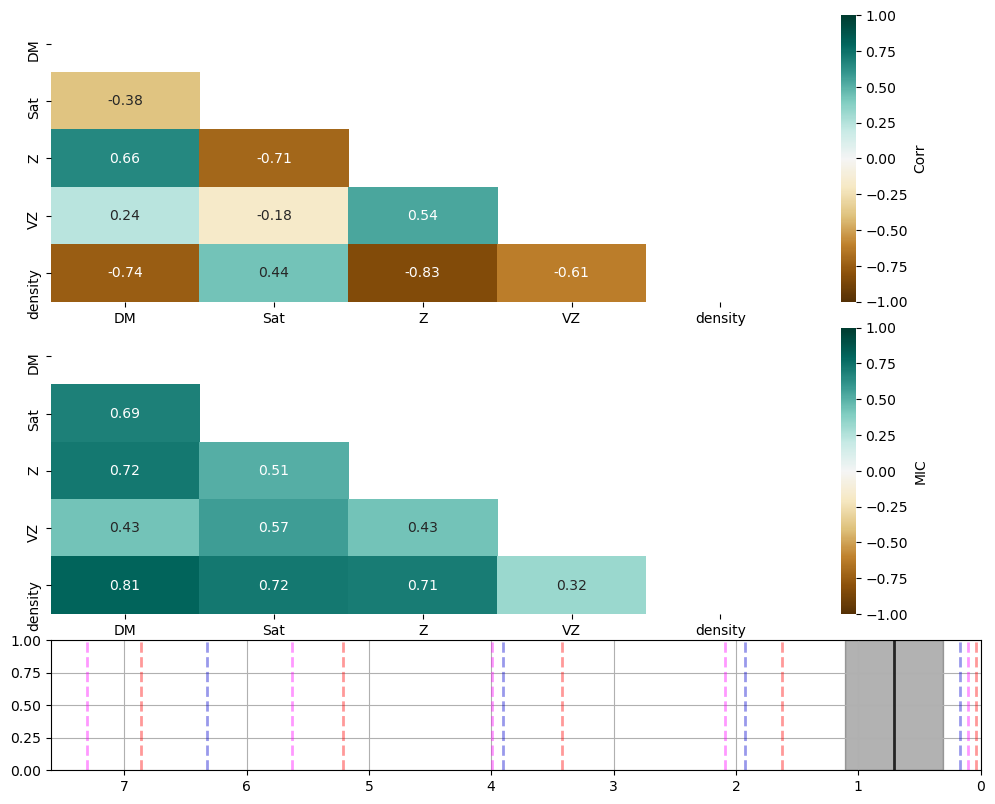 DM
Sat
-0.38
Z
0.66 -0.71
VZ
0.24 -0.18 0.54
density
-0.74 0.44 -0.83 -0.61
DM Sat Z VZ density
1.00
0.75
0.50
0.25
0.00
−0.25
−0.50
−0.75
−1.00
Corr
DM
Sat
0.69
Z
0.72 0.51
VZ
0.43 0.57 0.43
density
0.81 0.72 0.71 0.32
DM Sat Z VZ density
1.00
0.75
0.50
0.25
0.00
−0.25
−0.50
−0.75
−1.00
MIC
1.00
0.75
0.50
0.25
0.00
7 6 5 4 3 2 1 0